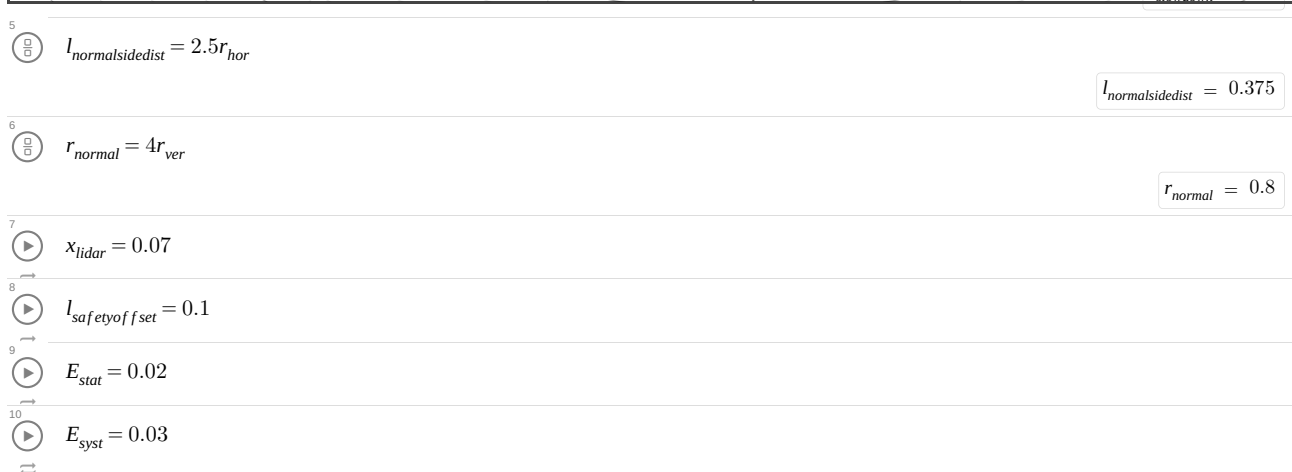 5
l_normalsidedist = 2.5r_hor
l_normalsidedist = 0.375
6
r_normal = 4r_ver
r_normal = 0.8
7
x_lidar = 0.07
8
l_safetyoffset = 0.1
9
E_stat = 0.02
10
E_syst = 0.03